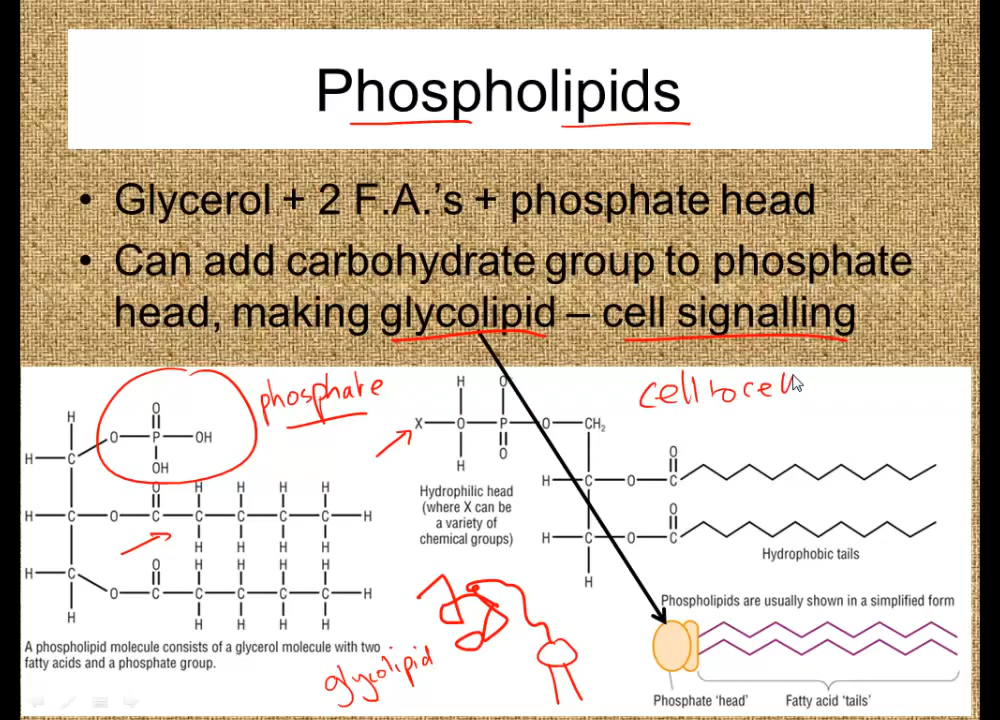 Phospholipids
• Glycerol + 2 F.A.'s + phosphate head
• Can add carbohydrate group to phosphate
head, making glycolipid – cell signalling
phosphate
cell to cell
H
O
O P OH
OH
H C
O H H H H
H C O C C C C C H
H H H H
O H H H H
H C O C C C C C H
H H H H H
A phospholipid molecule consists of a glycerol molecule with two
fatty acids and a phosphate group.
glycolipid
H O
X O P O CH2
H O
Hydrophilic head
(where X can be
a variety of
chemical groups)
O
H C O C
O
H C O C
H
Hydrophobic tails
Phospholipids are usually shown in a simplified form
Phosphate 'head'
Fatty acid 'tails'